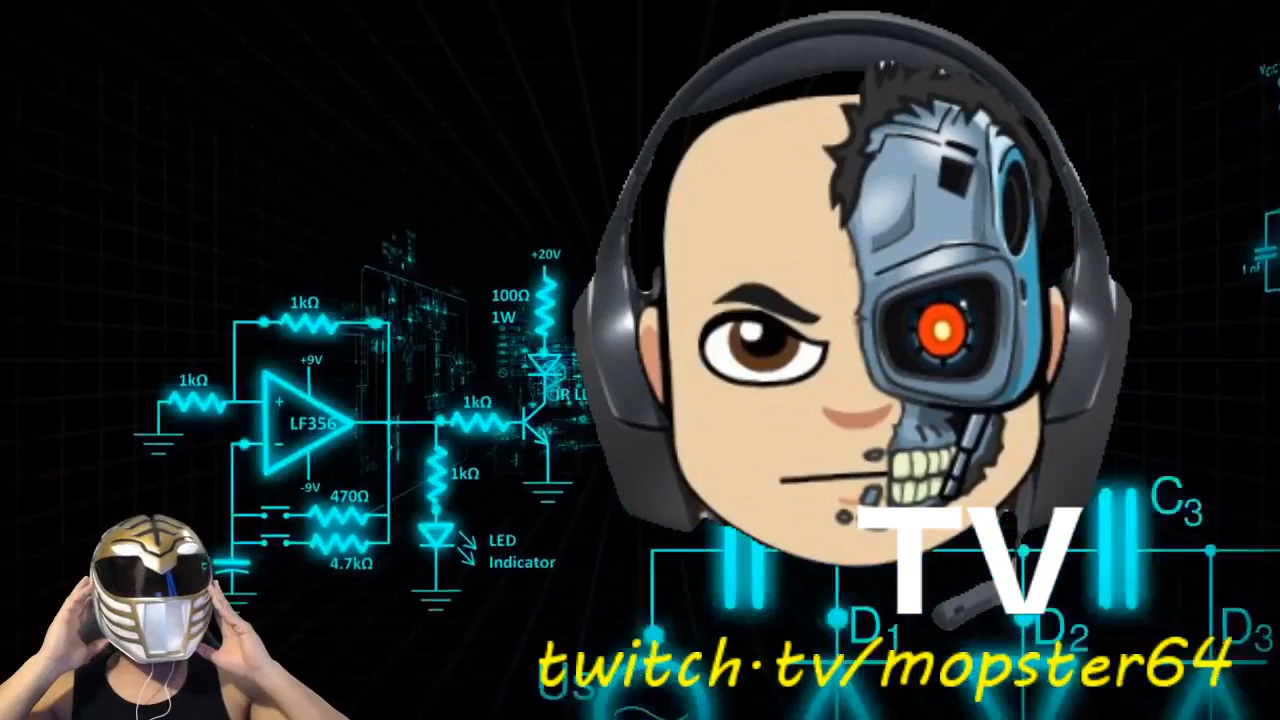 +20V
1kΩ
100Ω
1W
+9V
1kΩ
+
LF356
1kΩ
IR L
−
1kΩ
-9V
470Ω
C3
LED
Indicator
4.7kΩ
TV
D1
D2
D3
twitch.tv/mopster64